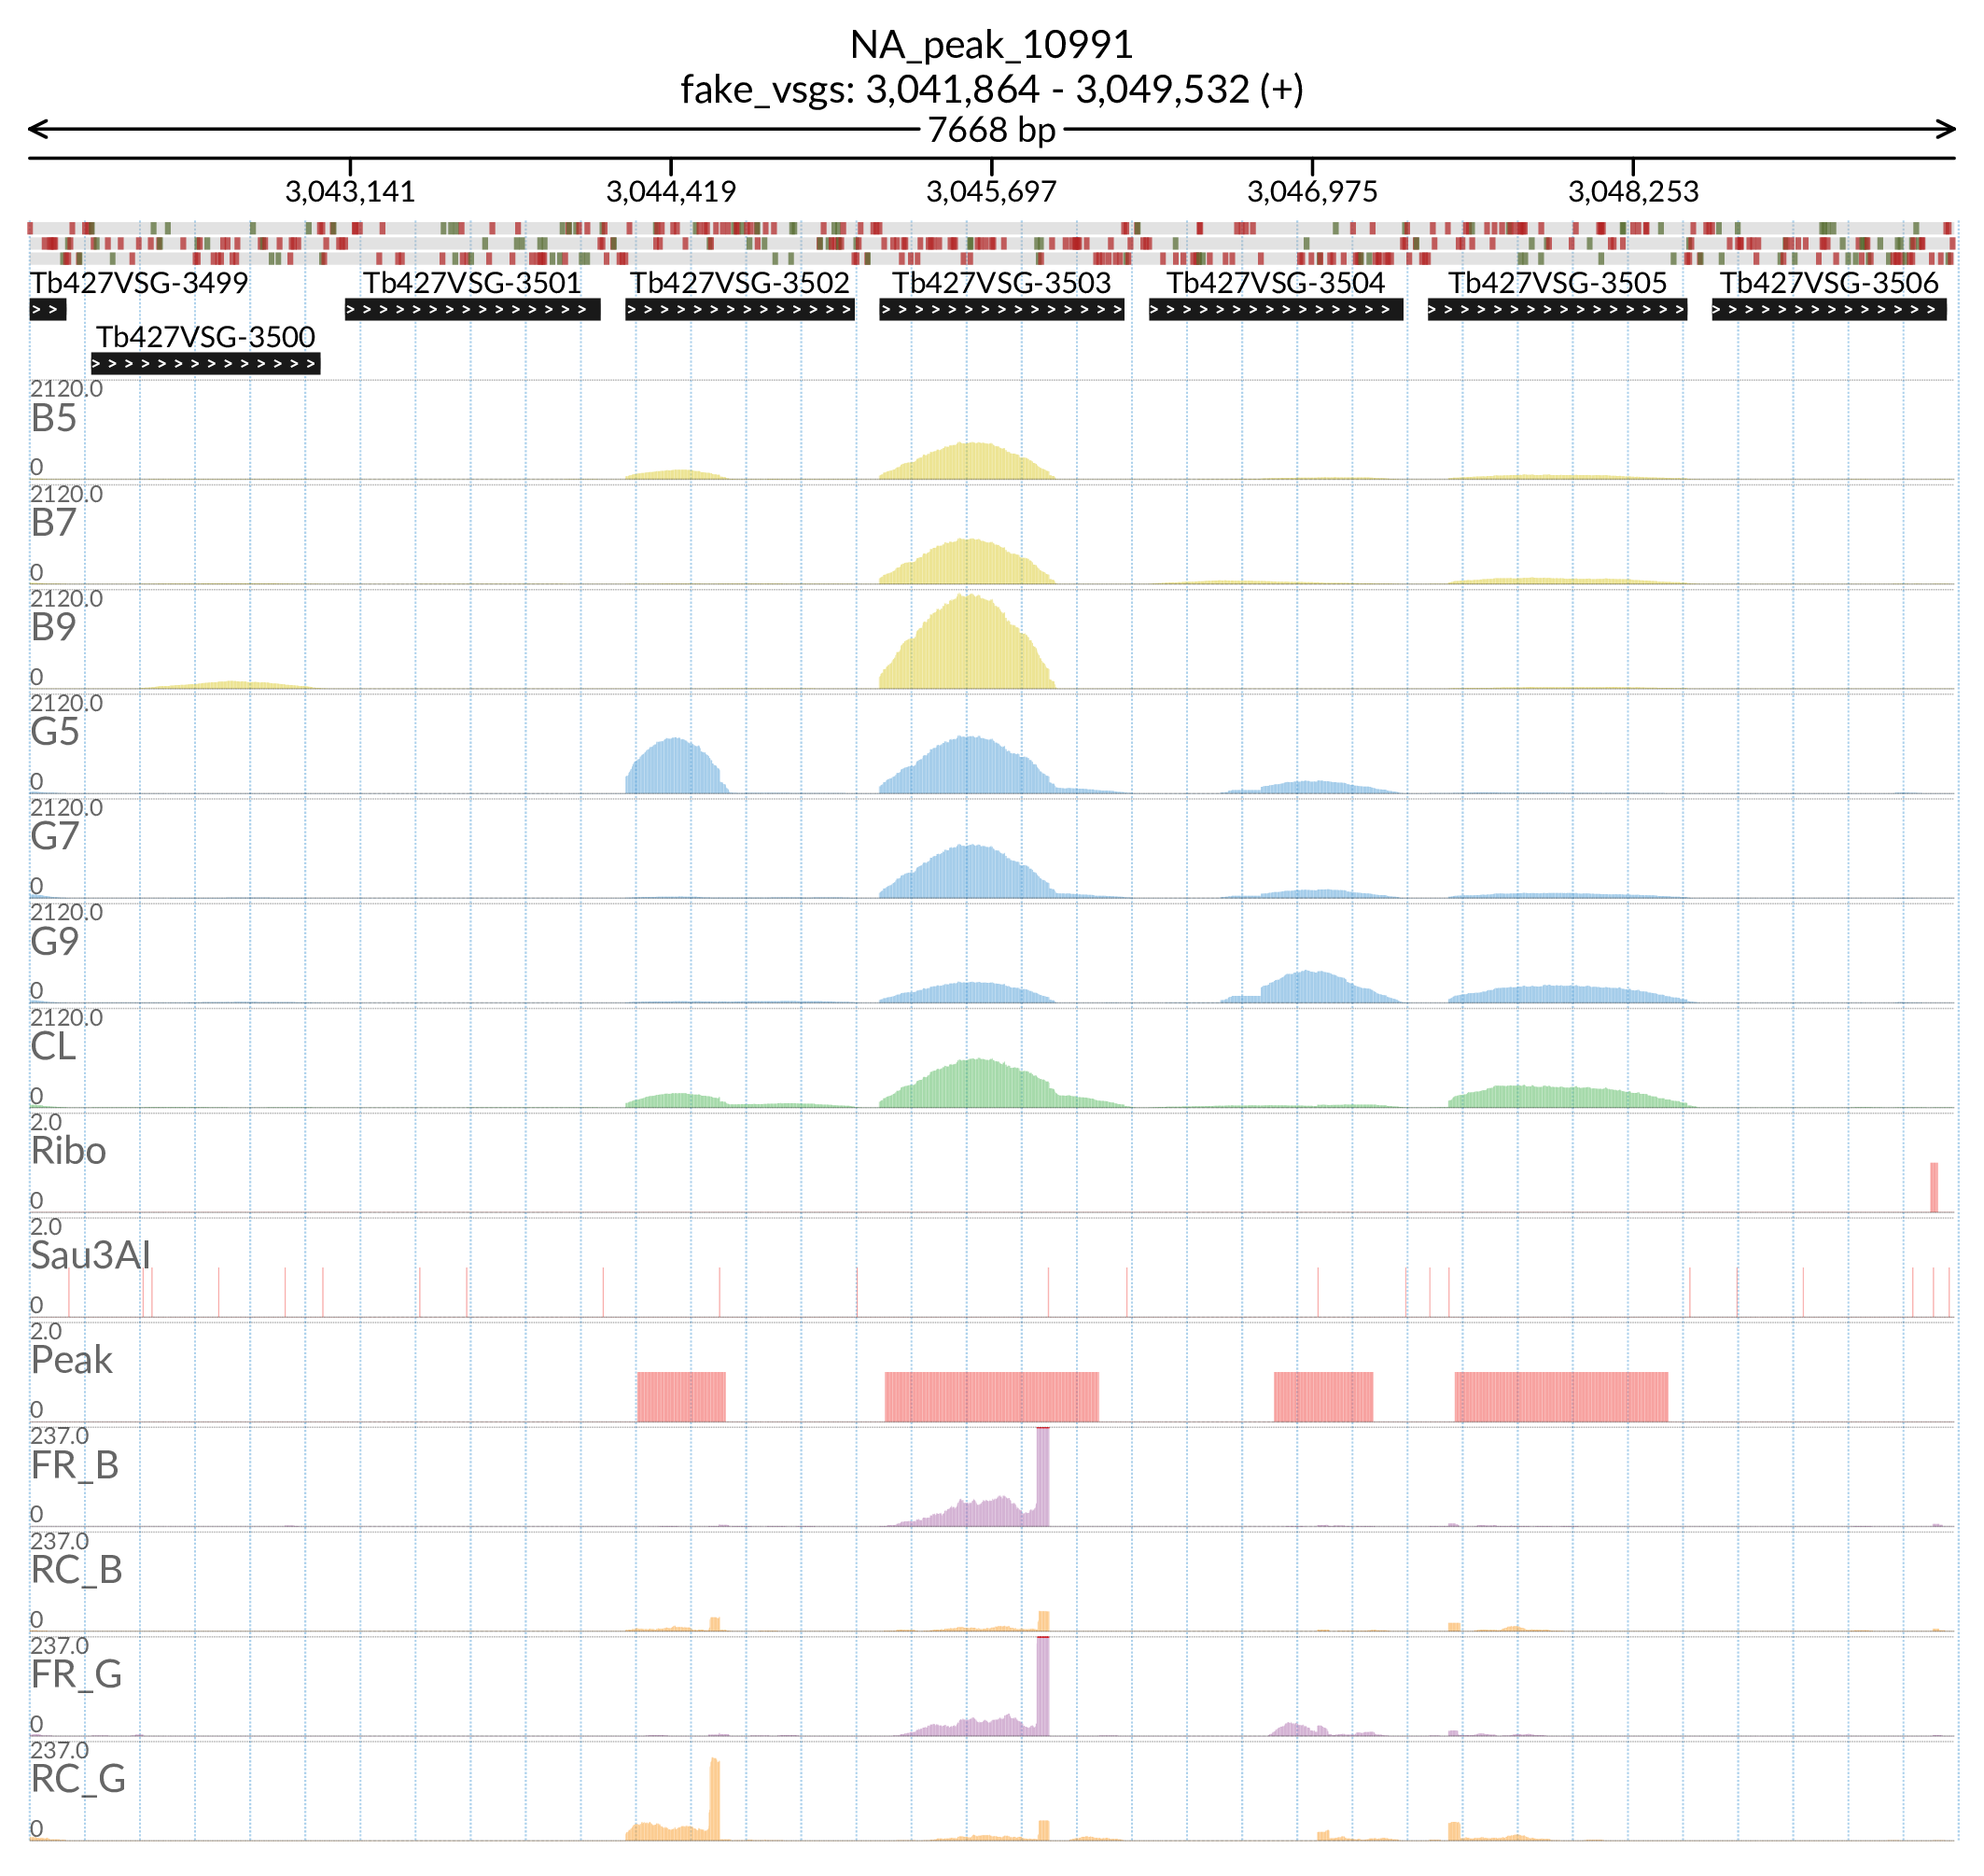 NA_peak_10991
fake_vsgs: 3,041,864 - 3,049,532 (+)
7668 bp
3,043,141 3,044,419 3,045,697 3,046,975 3,048,253
Tb427VSG-3499 Tb427VSG-3501 Tb427VSG-3502 Tb427VSG-3503 Tb427VSG-3504 Tb427VSG-3505 Tb427VSG-3506
Tb427VSG-3500
2120.0
B5
0
2120.0
B7
0
2120.0
B9
0
2120.0
G5
0
2120.0
G7
0
2120.0
G9
0
2120.0
CL
0
2.0
Ribo
0
2.0
Sau3AI
0
2.0
Peak
0
237.0
FR_B
0
237.0
RC_B
0
237.0
FR_G
0
237.0
RC_G
0